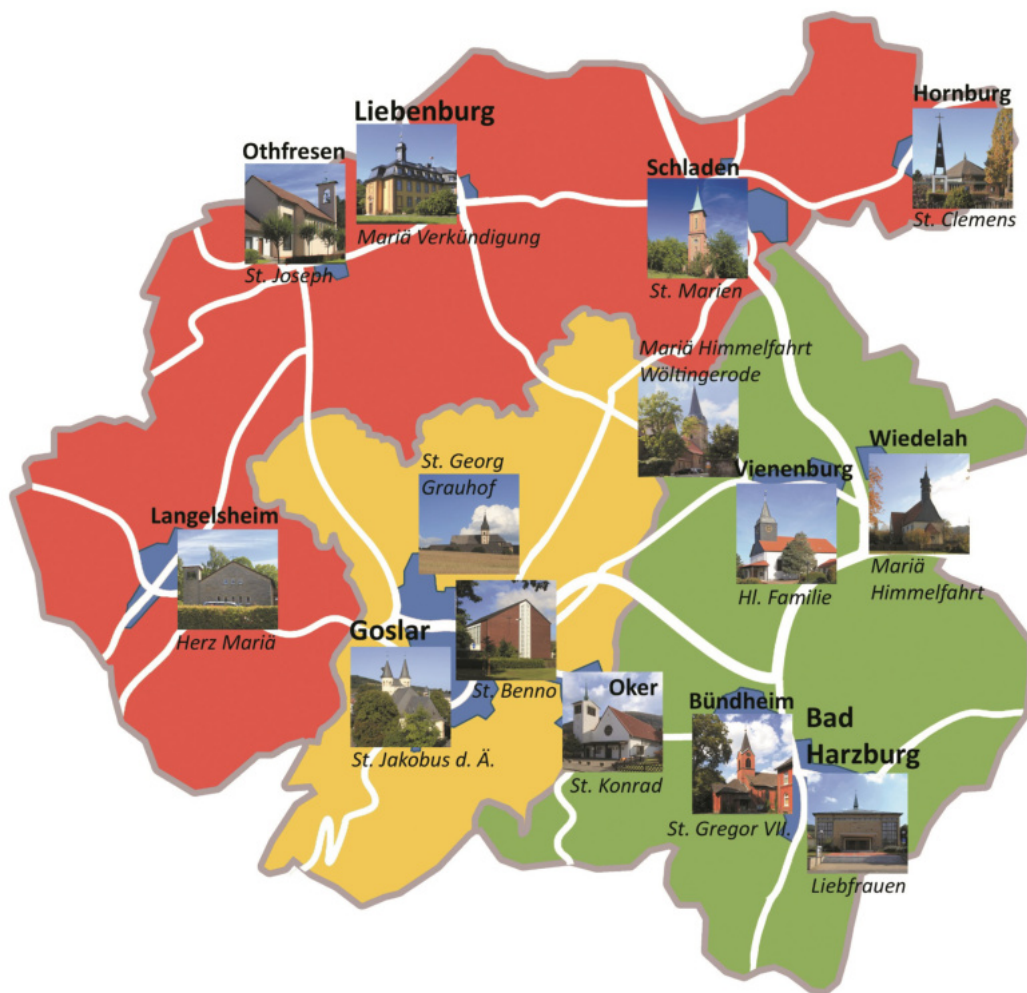 Hornburg
St. Clemens
Liebenburg
Mariä Verkündigung
Othfresen
St. Joseph
Schladen
St. Marien
Mariä Himmelfahrt
Wöltingerode
St. Georg
Grauhof
Wiedelah
Mariä
Himmelfahrt
Vienenburg
Hl. Familie
Langelsheim
Herz Mariä
Goslar
St. Jakobus d. Ä.
St. Benno
Oker
St. Konrad
Bündheim
St. Gregor VII.
Bad
Harzburg
Liebfrauen